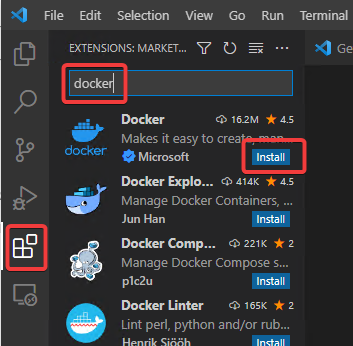 File Edit Selection View Go Run Terminal
EXTENSIONS: MARKET...
Ge
docker
Docker 16.2M 4.5
Makes it easy to create, man...
docker
Microsoft Install
Docker Explo... 414K 4.5
Manage Docker Containers, ...
Jun Han Install
Docker Comp... 221K 2
Manage Docker Compose s...
p1c2u Install
Docker Linter 165K 2
Lint perl, python and/or rub...
Henrik Sjööh Install